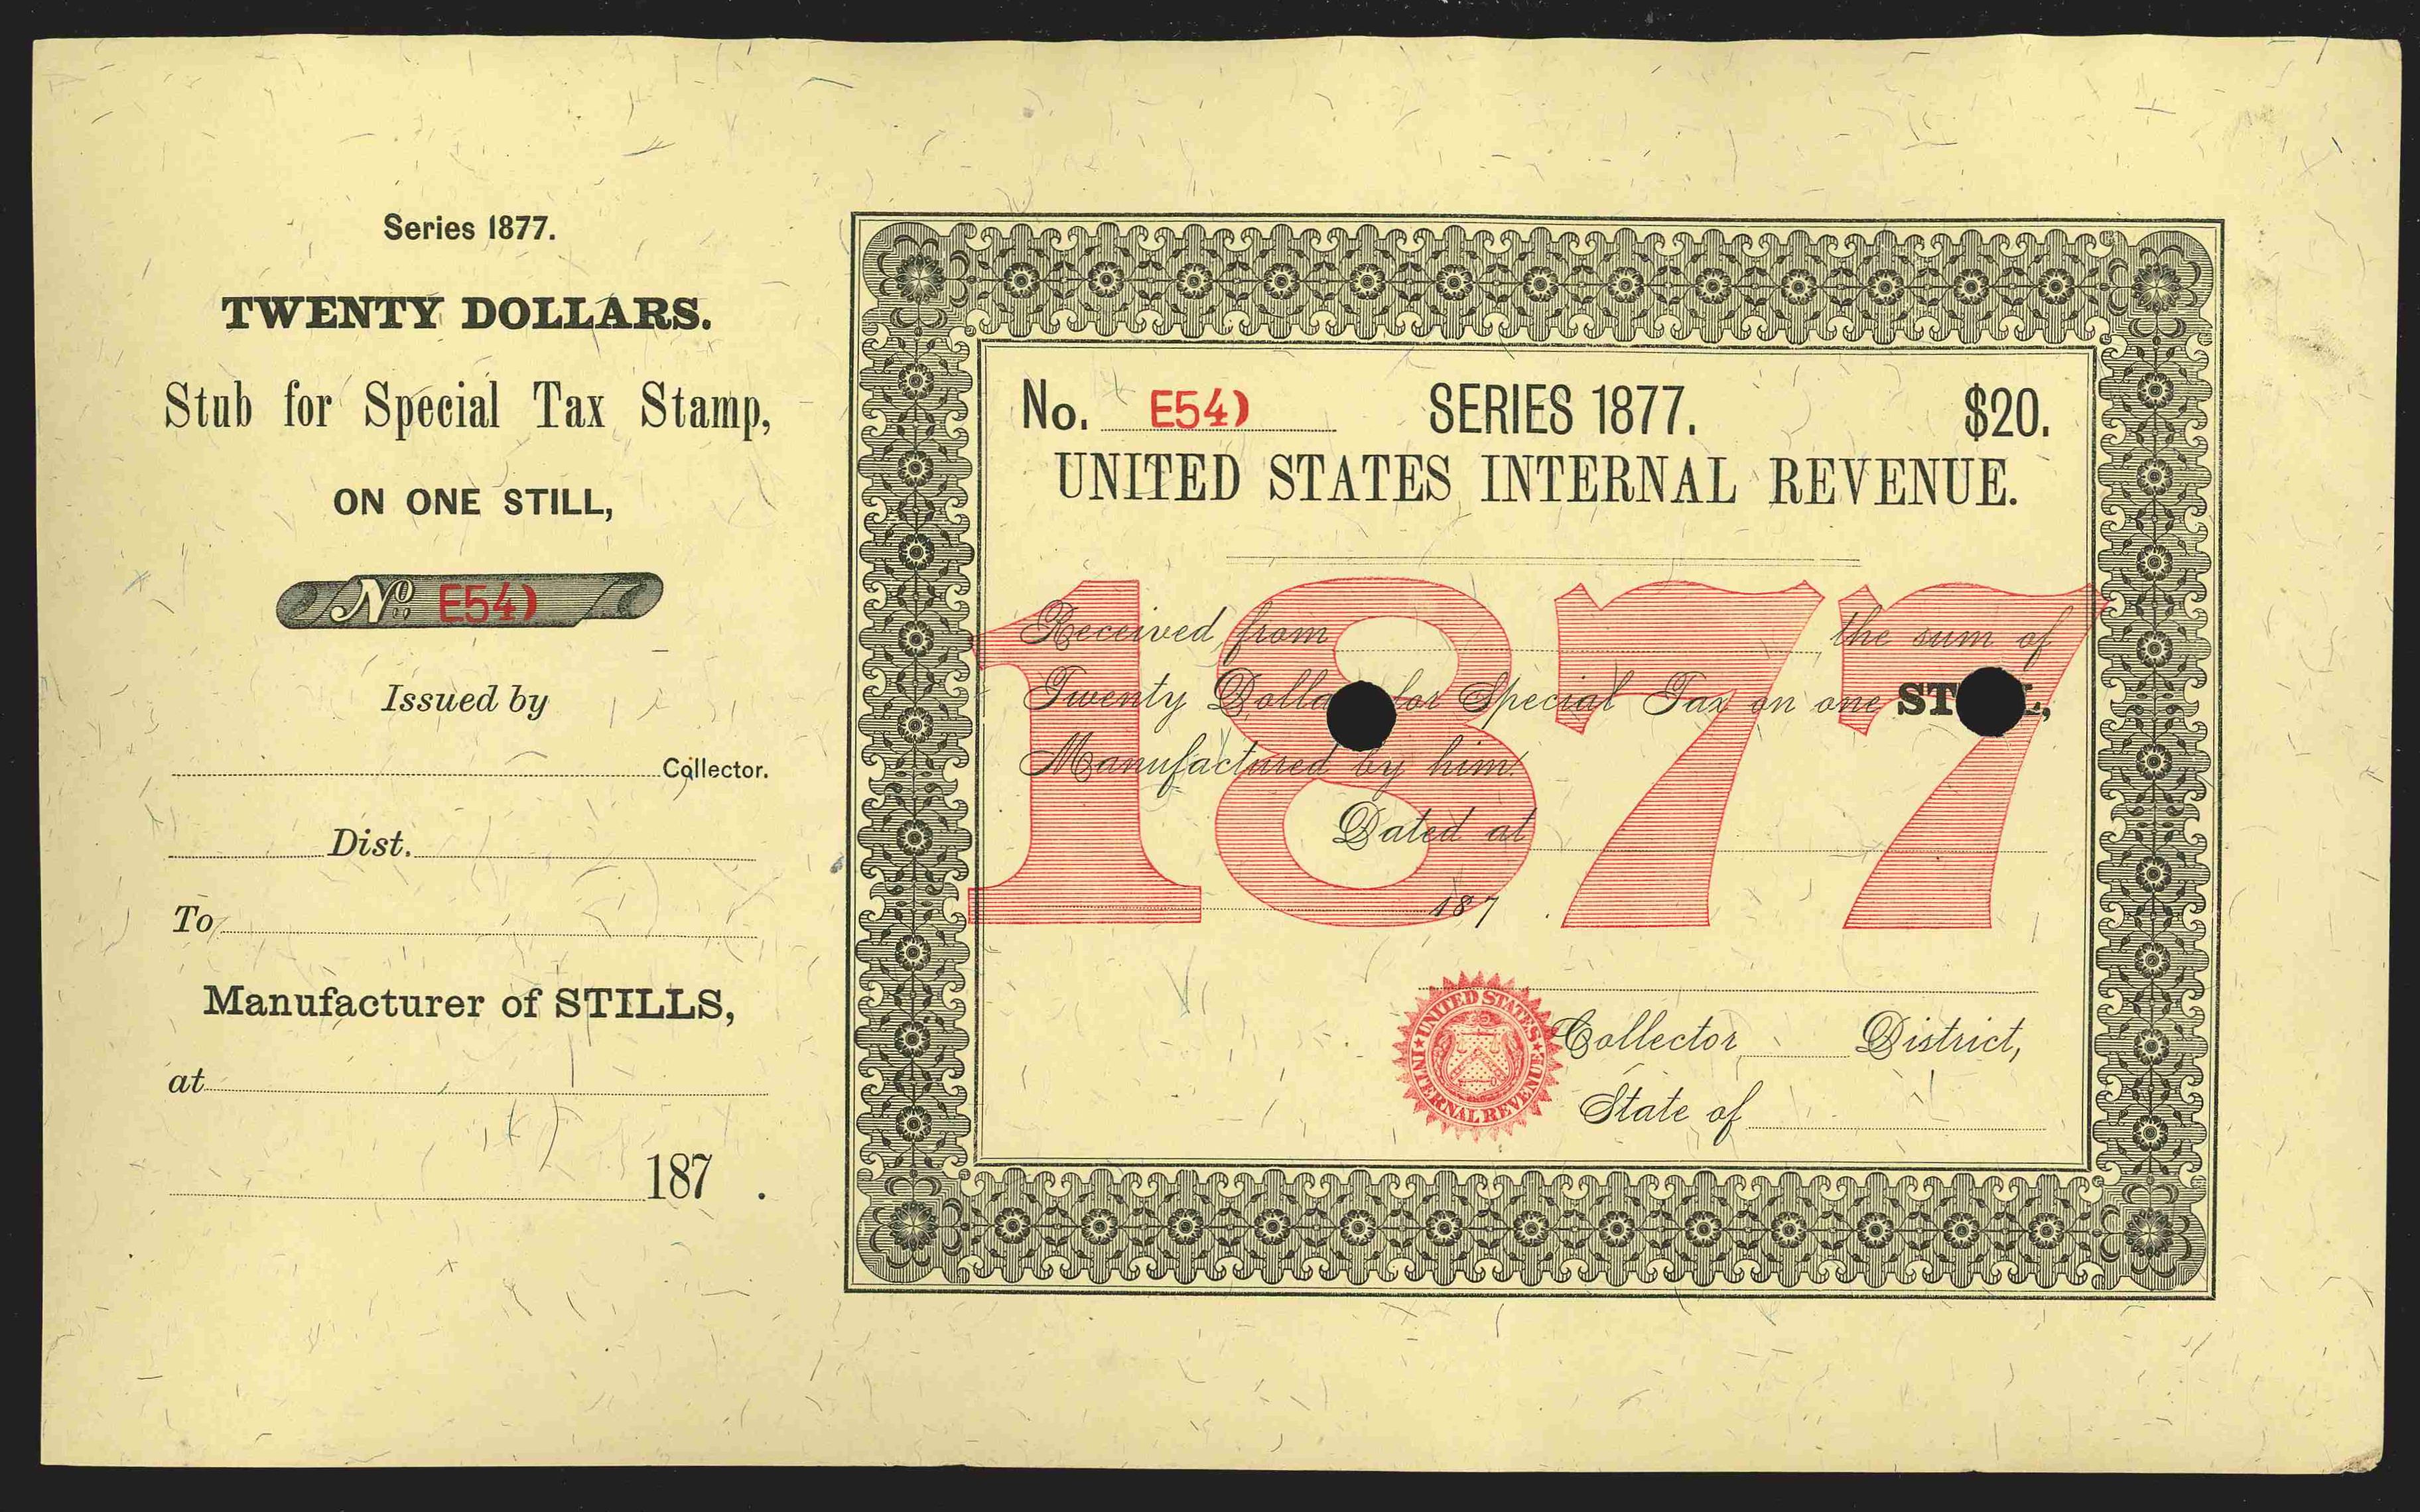 Series 1877.
TWENTY DOLLARS.
Stub for Special Tax Stamp,
ON ONE STILL,
No. E54)
Issued by
Collector.
Dist.
To
Manufacturer of STILLS,
at
187 .
No. E54) SERIES 1877. $20.
UNITED STATES INTERNAL REVENUE.
1877
Received from , the sum of
Twenty Dolla for Special Tax on one ST L,
Manufactured by him.
Dated at
187 .
Collector, District,
State of
UNITED STATES
INTERNAL REVENUE